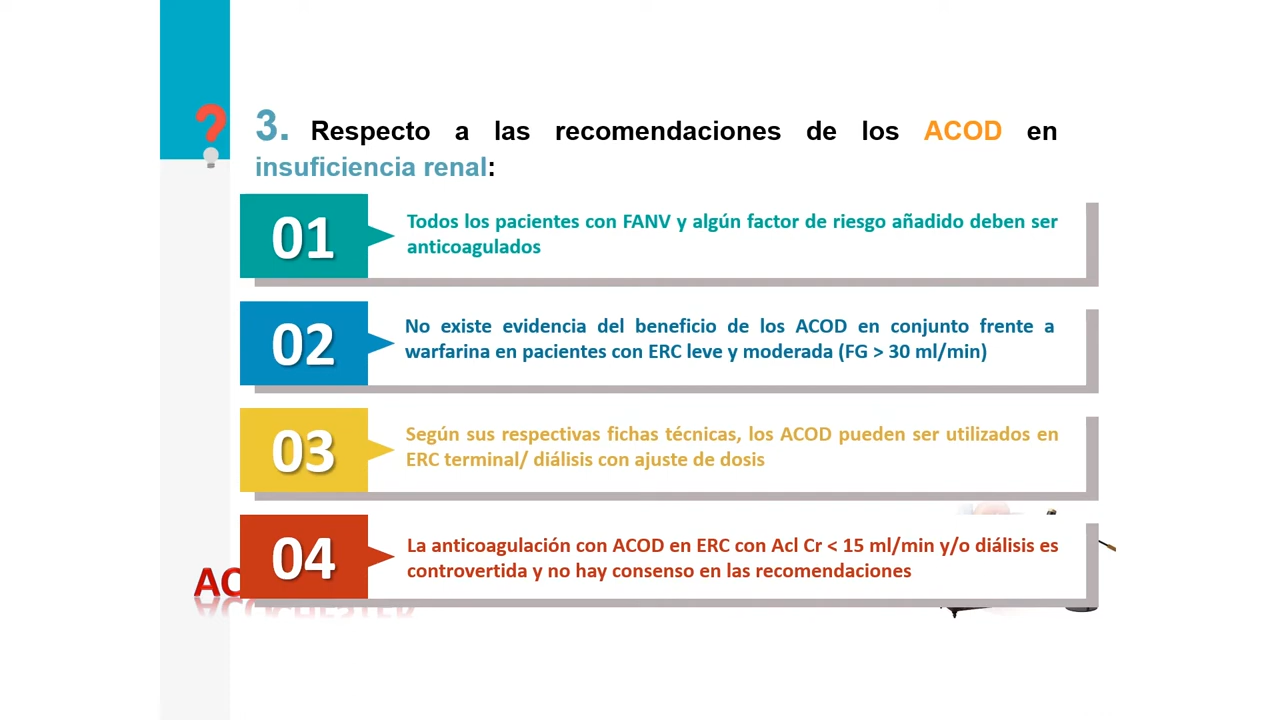 3. Respecto a las recomendaciones de los ACOD en
insuficiencia renal:
01
Todos los pacientes con FANV y algún factor de riesgo añadido deben ser
anticoagulados
02
No existe evidencia del beneficio de los ACOD en conjunto frente a
warfarina en pacientes con ERC leve y moderada (FG > 30 ml/min)
03
Según sus respectivas fichas técnicas, los ACOD pueden ser utilizados en
ERC terminal/ diálisis con ajuste de dosis
04
La anticoagulación con ACOD en ERC con Acl Cr < 15 ml/min y/o diálisis es
controvertida y no hay consenso en las recomendaciones